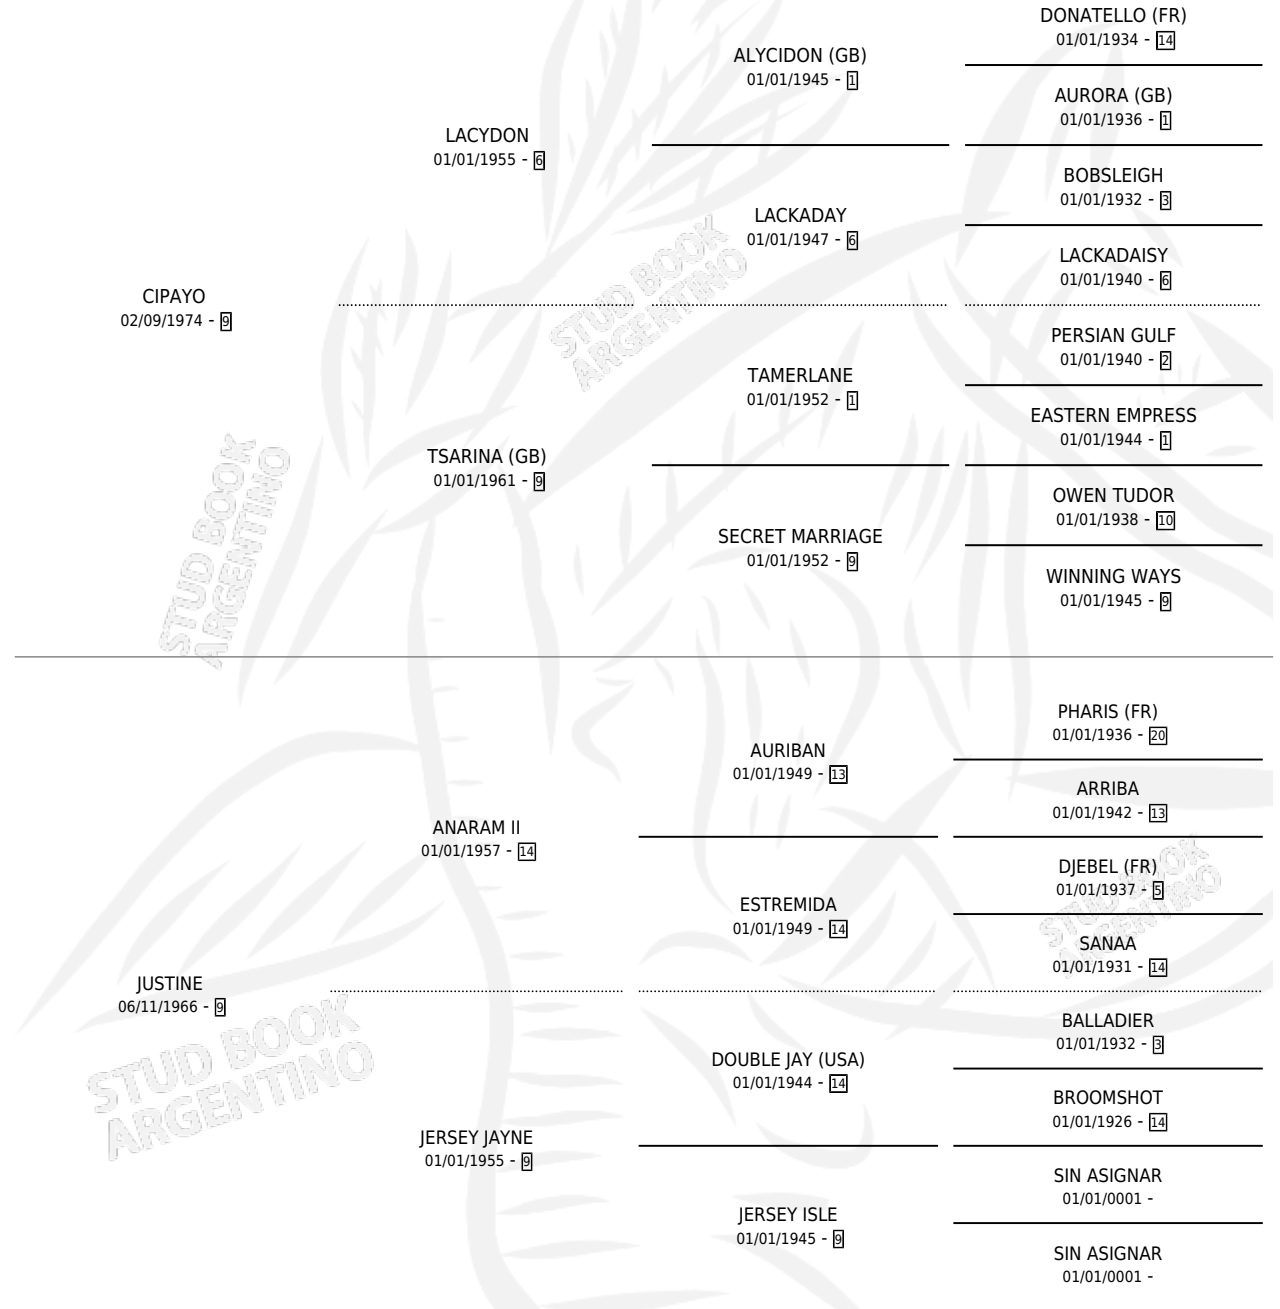 DONATELLO (FR)
01/01/1934 - 14
ALYCIDON (GB)
01/01/1945 - 1
AURORA (GB)
01/01/1936 - 1
LACYDON
01/01/1955 - 6
BOBSLEIGH
01/01/1932 - 3
LACKADAY
01/01/1947 - 6
LACKADAISY
01/01/1940 - 6
CIPAYO
02/09/1974 - 9
PERSIAN GULF
01/01/1940 - 2
TAMERLANE
01/01/1952 - 1
EASTERN EMPRESS
01/01/1944 - 1
TSARINA (GB)
01/01/1961 - 9
OWEN TUDOR
01/01/1938 - 10
SECRET MARRIAGE
01/01/1952 - 9
WINNING WAYS
01/01/1945 - 9
PHARIS (FR)
01/01/1936 - 20
AURIBAN
01/01/1949 - 13
ARRIBA
01/01/1942 - 13
ANARAM II
01/01/1957 - 14
DJEBEL (FR)
01/01/1937 - 5
ESTREMIDA
01/01/1949 - 14
SANAA
01/01/1931 - 14
JUSTINE
06/11/1966 - 9
BALLADIER
01/01/1932 - 3
DOUBLE JAY (USA)
01/01/1944 - 14
BROOMSHOT
01/01/1926 - 14
JERSEY JAYNE
01/01/1955 - 9
SIN ASIGNAR
01/01/0001 -
JERSEY ISLE
01/01/1945 - 9
SIN ASIGNAR
01/01/0001 -
STUD BOOK
ARGENTINO
STUD BOOK
ARGENTINO
STUD BOOK
ARGENTINO
STUD BOOK
ARGENTINO